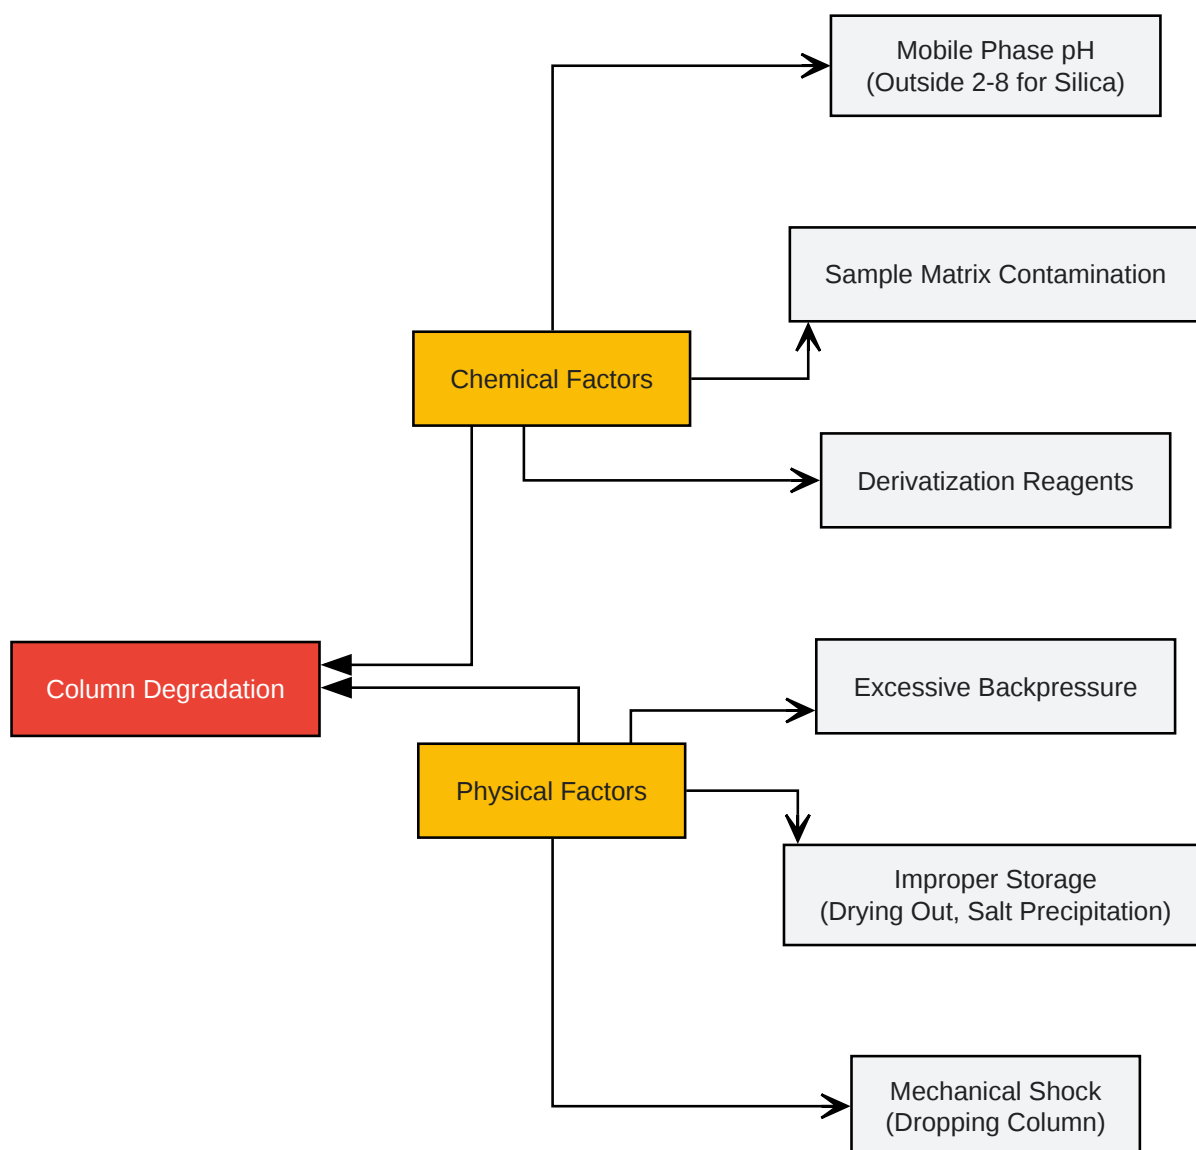 Mobile Phase pH
(Outside 2-8 for Silica)
Sample Matrix Contamination
Chemical Factors
Derivatization Reagents
Column Degradation
Excessive Backpressure
Physical Factors
Improper Storage
(Drying Out, Salt Precipitation)
Mechanical Shock
(Dropping Column)